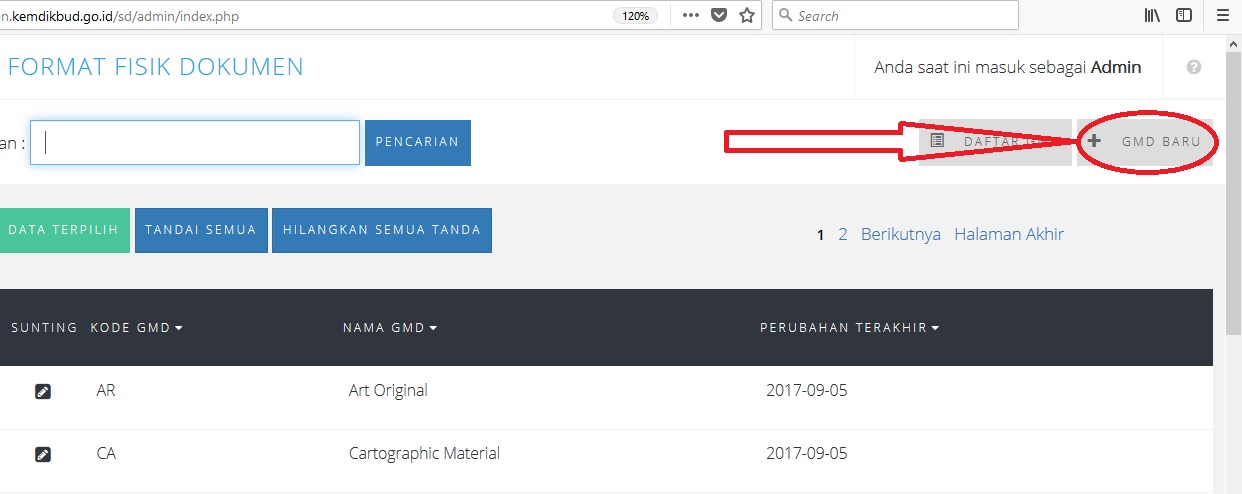 n.kemdikbud.go.id/sd/admin/index.php 120% Search
FORMAT FISIK DOKUMEN
Anda saat ini masuk sebagai Admin
an :
PENCARIAN
DAFTAR
GMD BARU
DATA TERPILIH
TANDAI SEMUA
HILANGKAN SEMUA TANDA
1 2 Berikutnya Halaman Akhir
SUNTING KODE GMD NAMA GMD PERUBAHAN TERAKHIR
AR Art Original 2017-09-05
CA Cartographic Material 2017-09-05